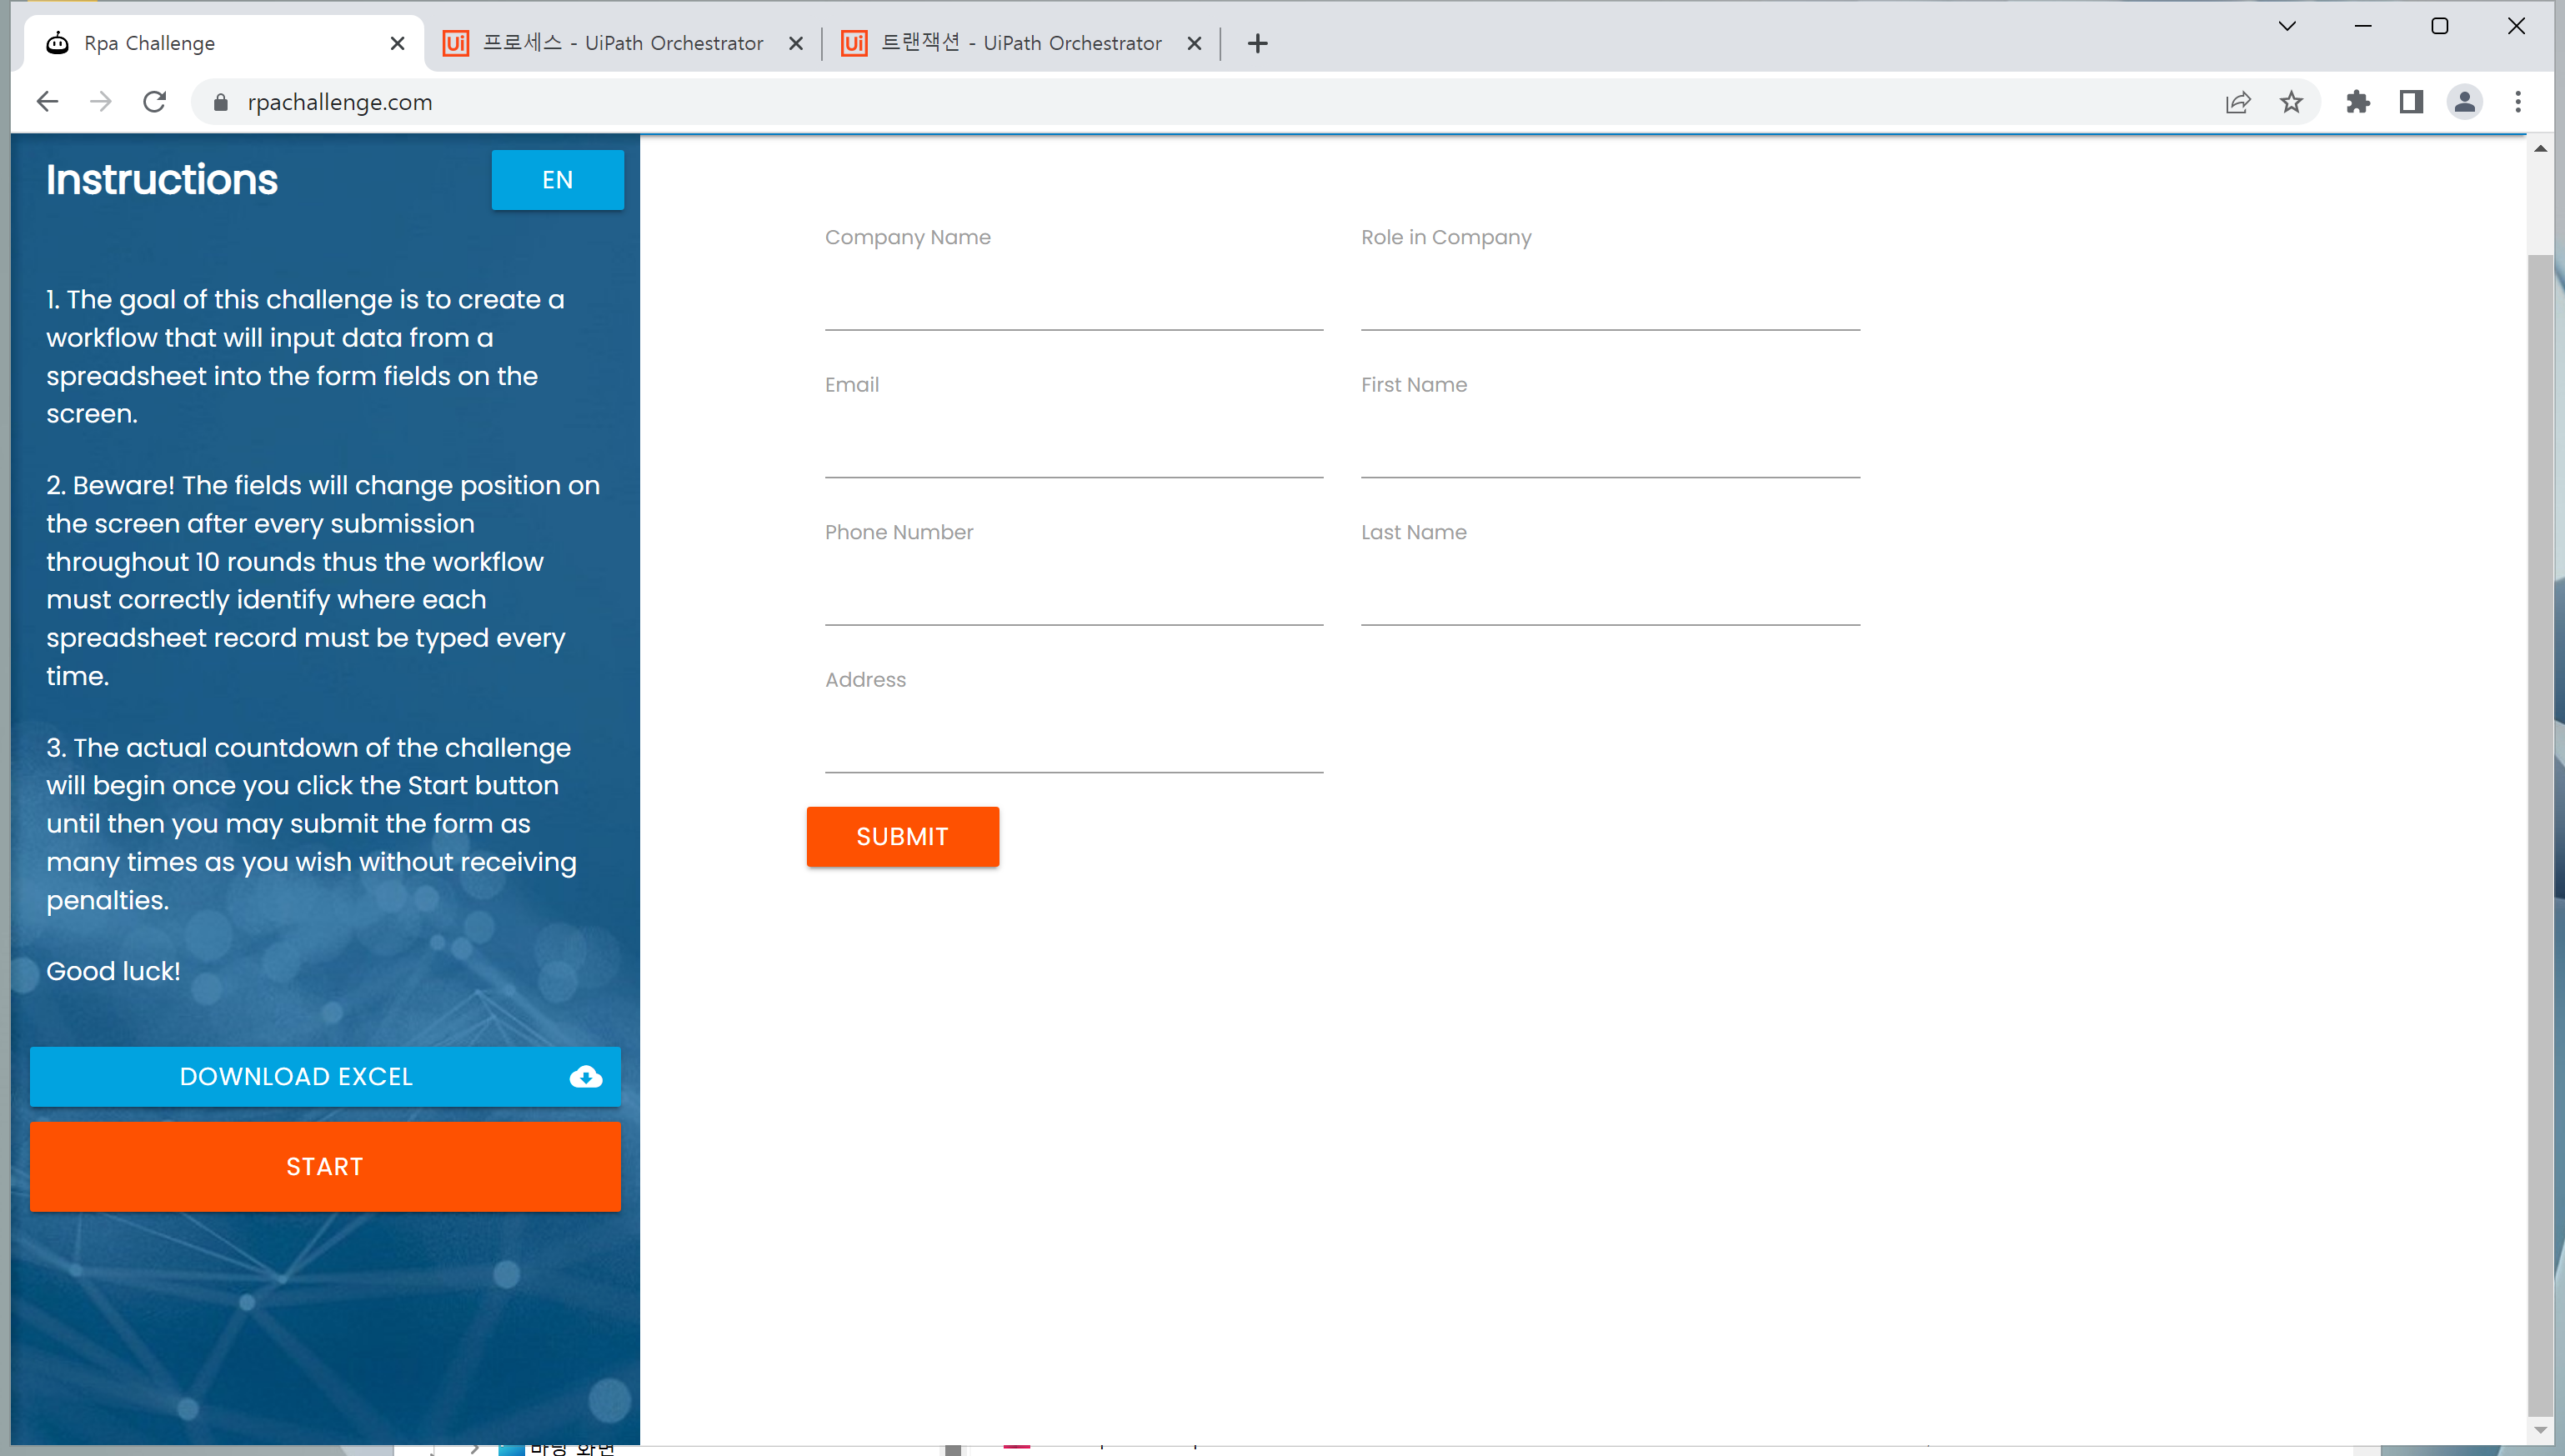 Rpa Challenge
Ui 프로세스 - UiPath Orchestrator
Ui 트랜잭션 - UiPath Orchestrator
rpachallenge.com
Instructions
EN
1. The goal of this challenge is to create a
workflow that will input data from a
spreadsheet into the form fields on the
screen.
2. Beware! The fields will change position on
the screen after every submission
throughout 10 rounds thus the workflow
must correctly identify where each
spreadsheet record must be typed every
time.
3. The actual countdown of the challenge
will begin once you click the Start button
until then you may submit the form as
many times as you wish without receiving
penalties.
Good luck!
DOWNLOAD EXCEL
START
Company Name
Role in Company
Email
First Name
Phone Number
Last Name
Address
SUBMIT